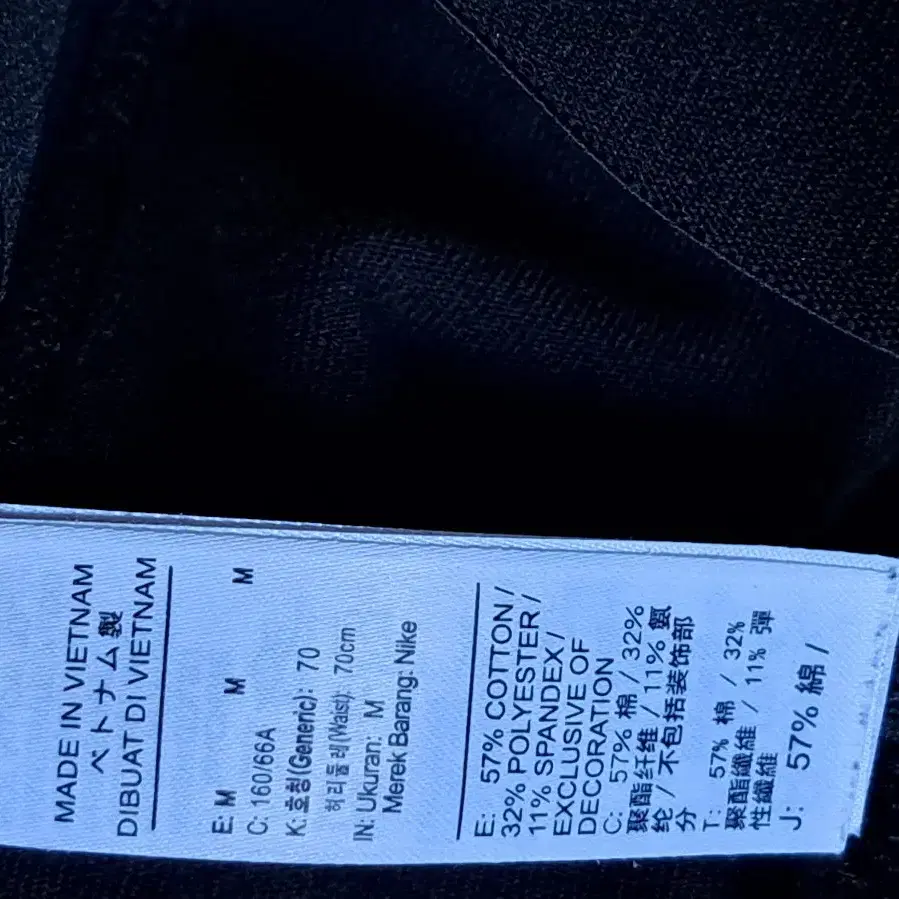 MADE IN VIETNAM
ベトナム製
DIBUAT DI VIETNAM
E: M M M
C: 160/66A
K: 호칭(Generic): 70
허리둘레(Waist): 70cm
IN: Ukuran: M
Merek Barang: Nike
E: 57% COTTON /
32% POLYESTER /
11% SPANDEX /
EXCLUSIVE OF
DECORATION
C: 57% 棉 / 32%
聚酯纤维 / 11% 氨
纶 / 不包括装饰部
分
T: 57% 棉 / 32%
聚酯纖維 / 11% 彈
性纖維
J: 57% 綿 /